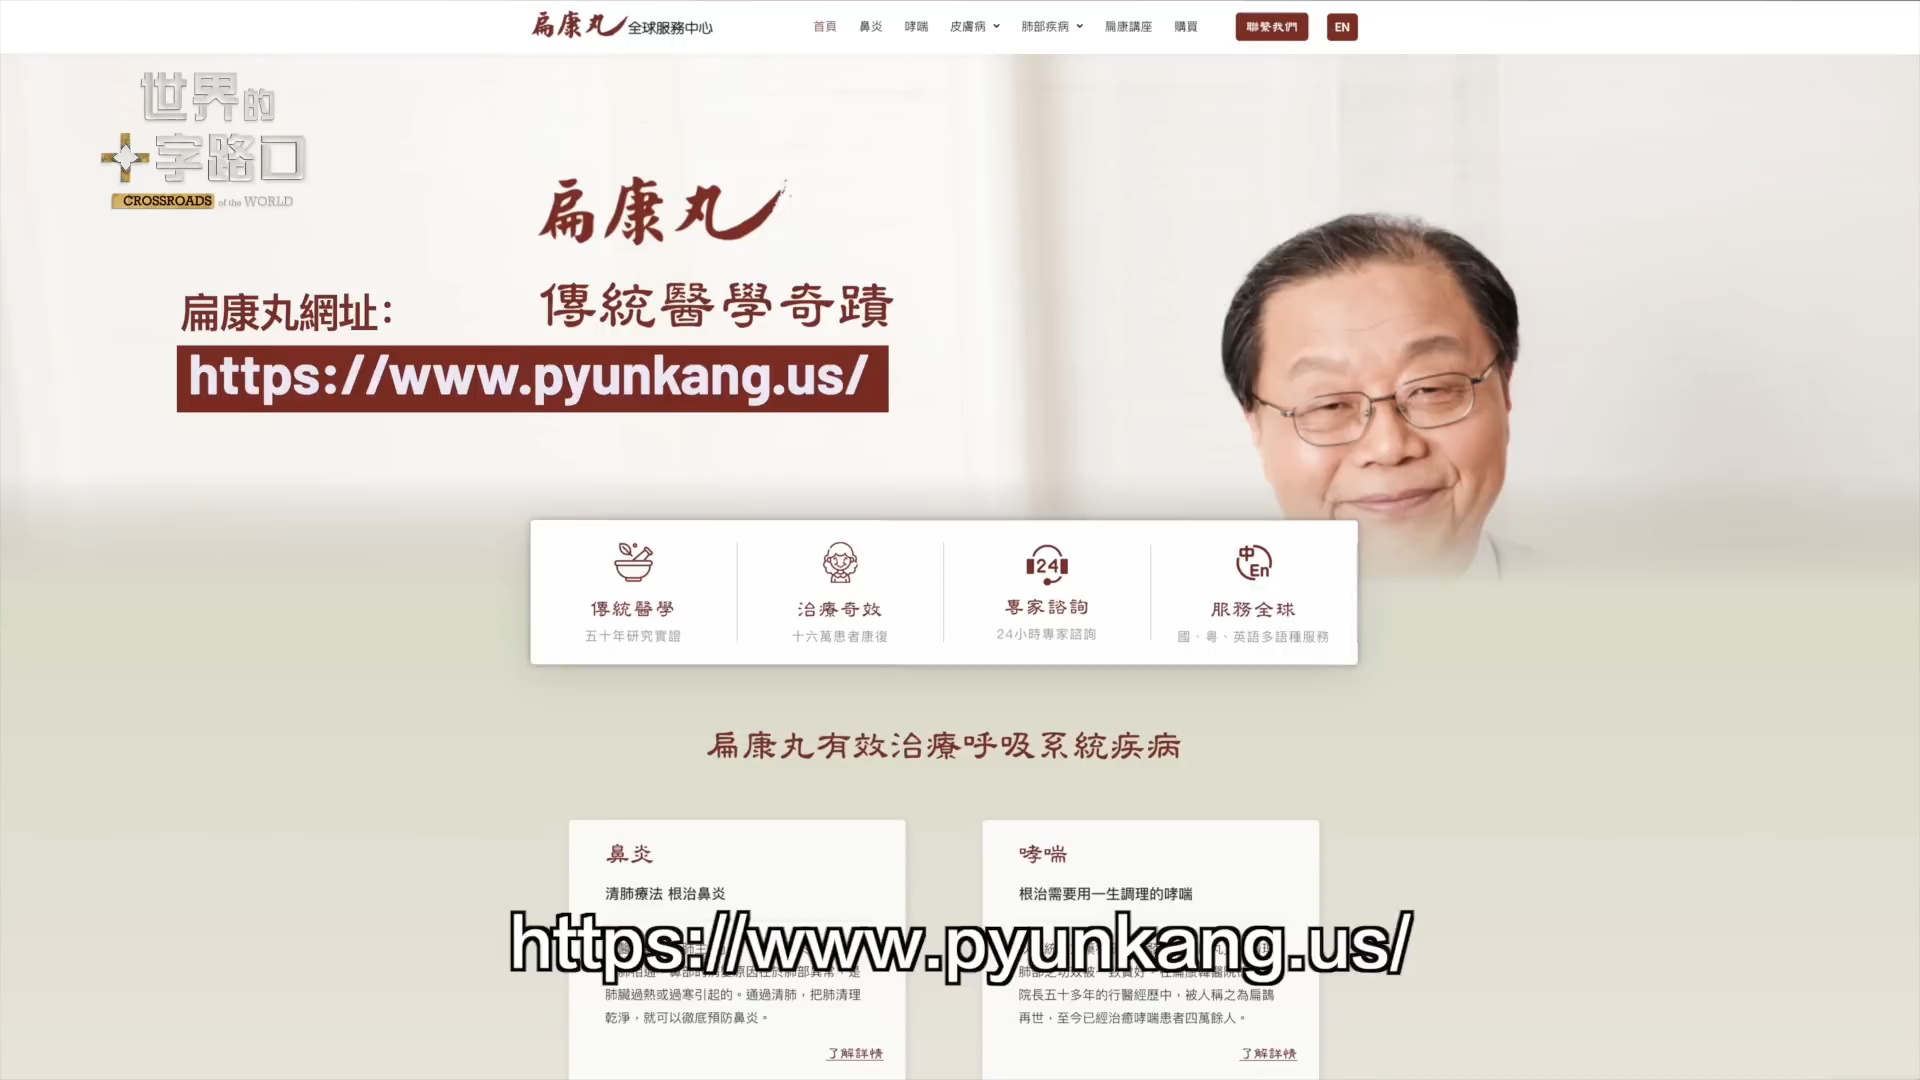 扁康丸 全球服務中心
首頁 鼻炎 哮喘 皮膚病 肺部疾病 扁康講座 購買 聯繫我們 EN
世界的
十字路口
CROSSROADS of the WORLD
扁康丸
傳統醫學奇蹟
扁康丸網址：
https://www.pyunkang.us/
傳統醫學
五十年研究實證
治療奇效
十六萬患者康復
24
專家諮詢
24小時專家諮詢
中 En
服務全球
國、粵、英語多語種服務
扁康丸有效治療呼吸系統疾病
鼻炎
清肺療法 根治鼻炎
肺臟過熱或過寒引起的。通過清肺，把肺清理
乾淨，就可以徹底預防鼻炎。
了解詳情
哮喘
根治需要用一生調理的哮喘
院長五十多年的行醫經歷中，被人稱之為扁鵲
再世，至今已經治癒哮喘患者四萬餘人。
了解詳情
https://www.pyunkang.us/